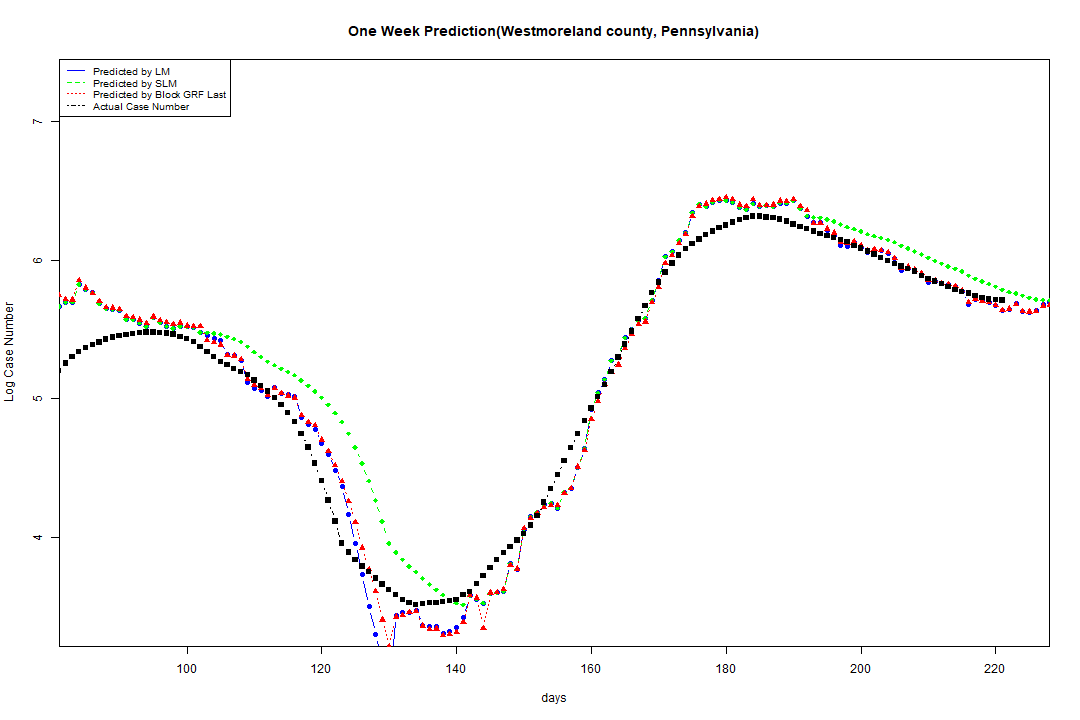 One Week Prediction(Westmoreland county, Pennsylvania)
Predicted by LM
Predicted by SLM
Predicted by Block GRF Last
Actual Case Number
7
6
5
4
Log Case Number
100 120 140 160 180 200 220
days